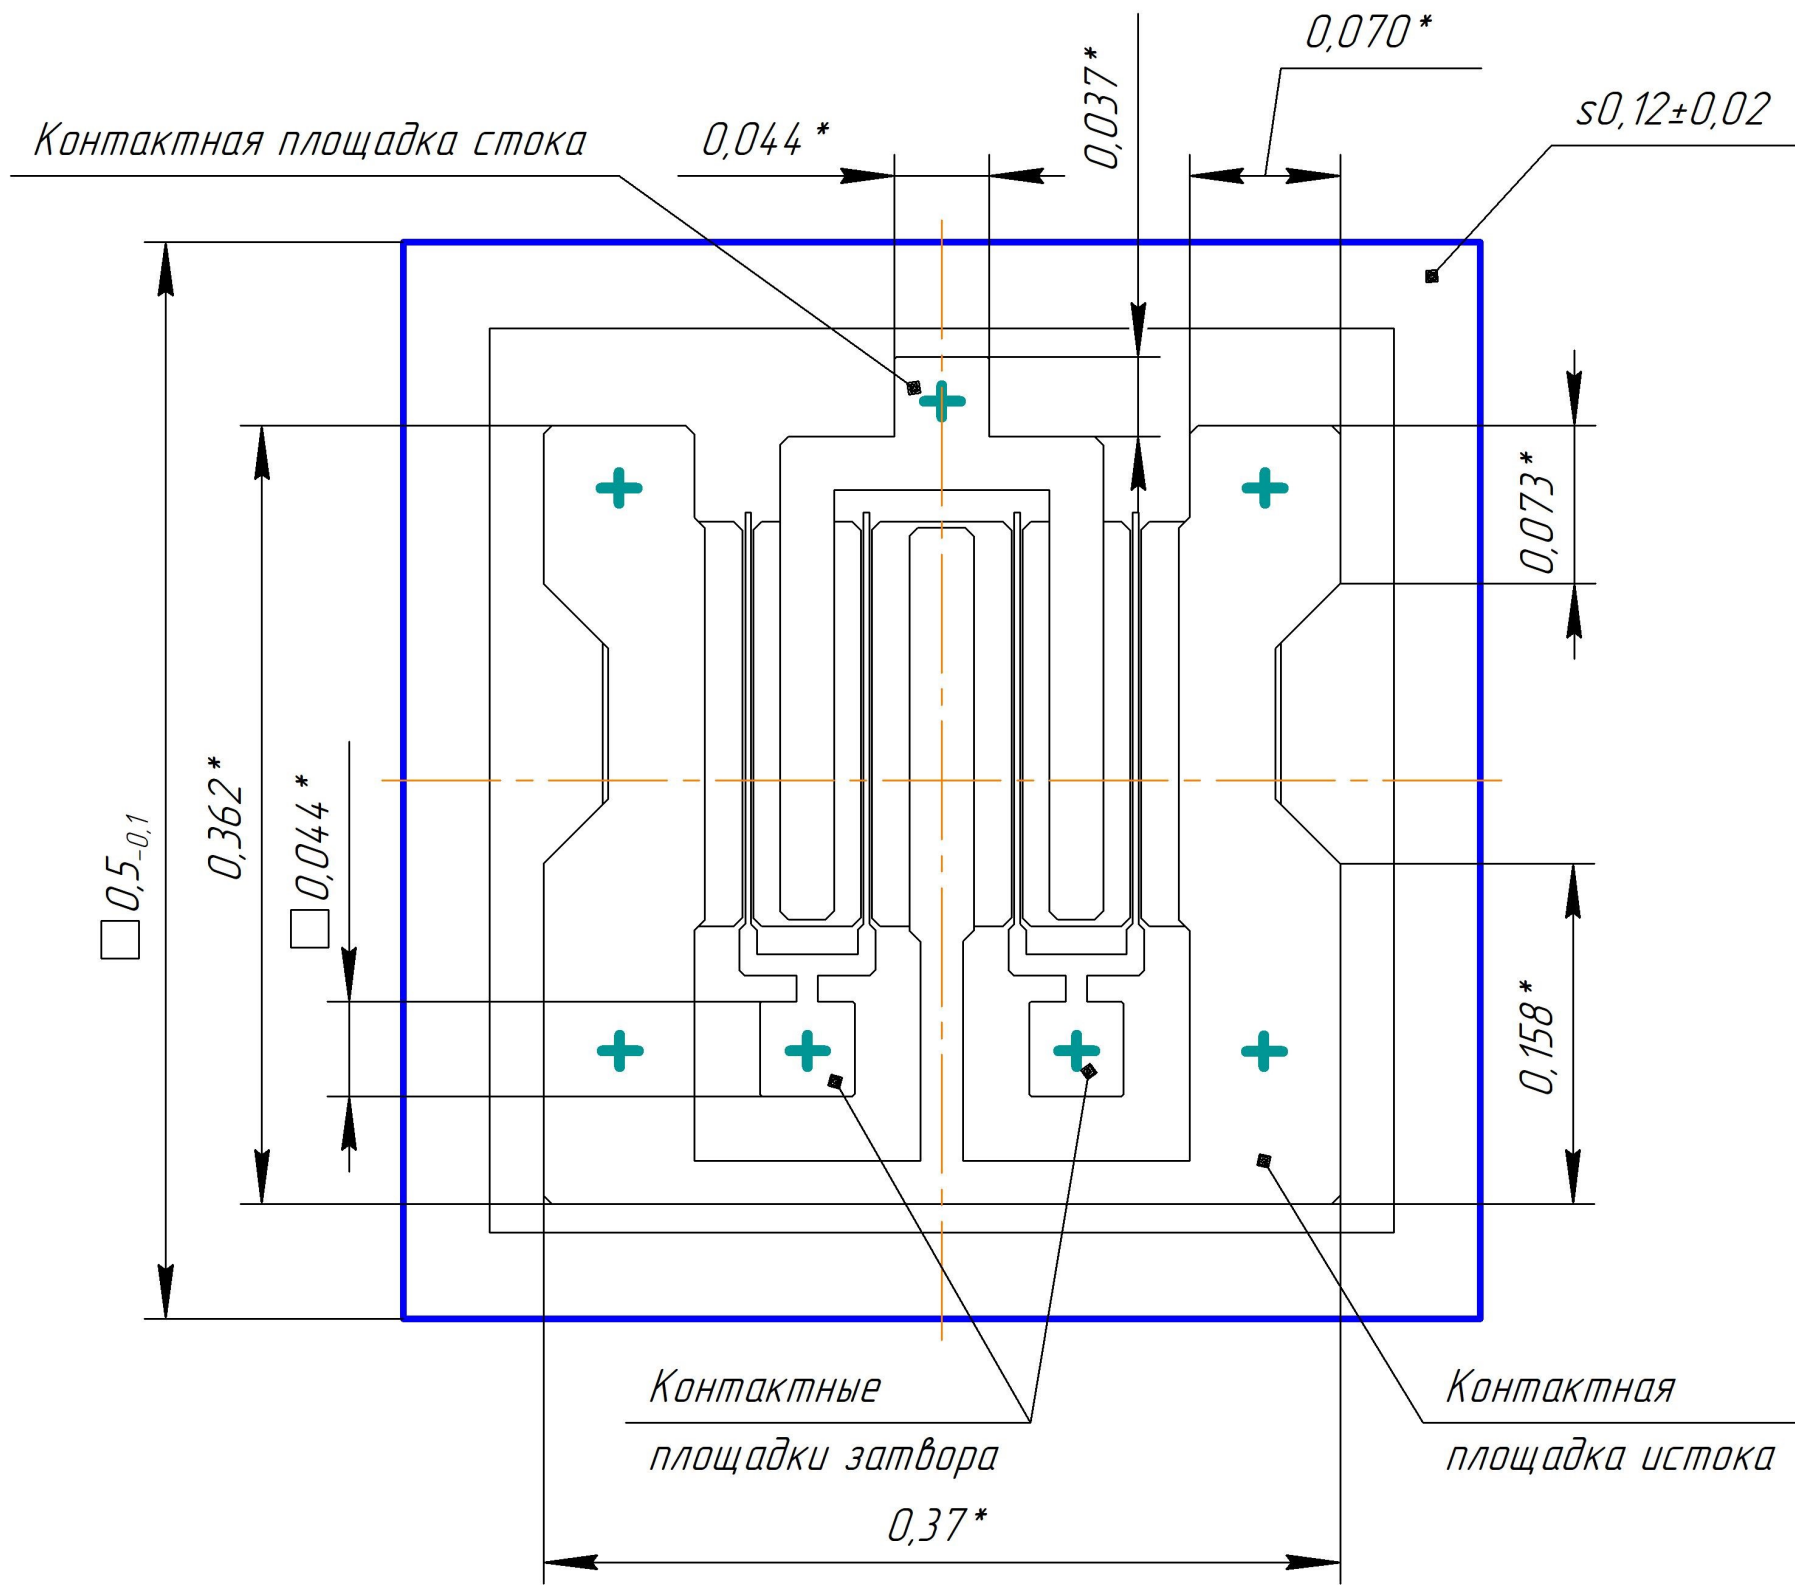 0,070*
0,037*
s0,12±0,02
Контактная площадка стока
0,044*
0,073*
0,362*
□0,044*
□0,5-0,1
0,158*
Контактные
площадки затвора
Контактная
площадка истока
0,37*